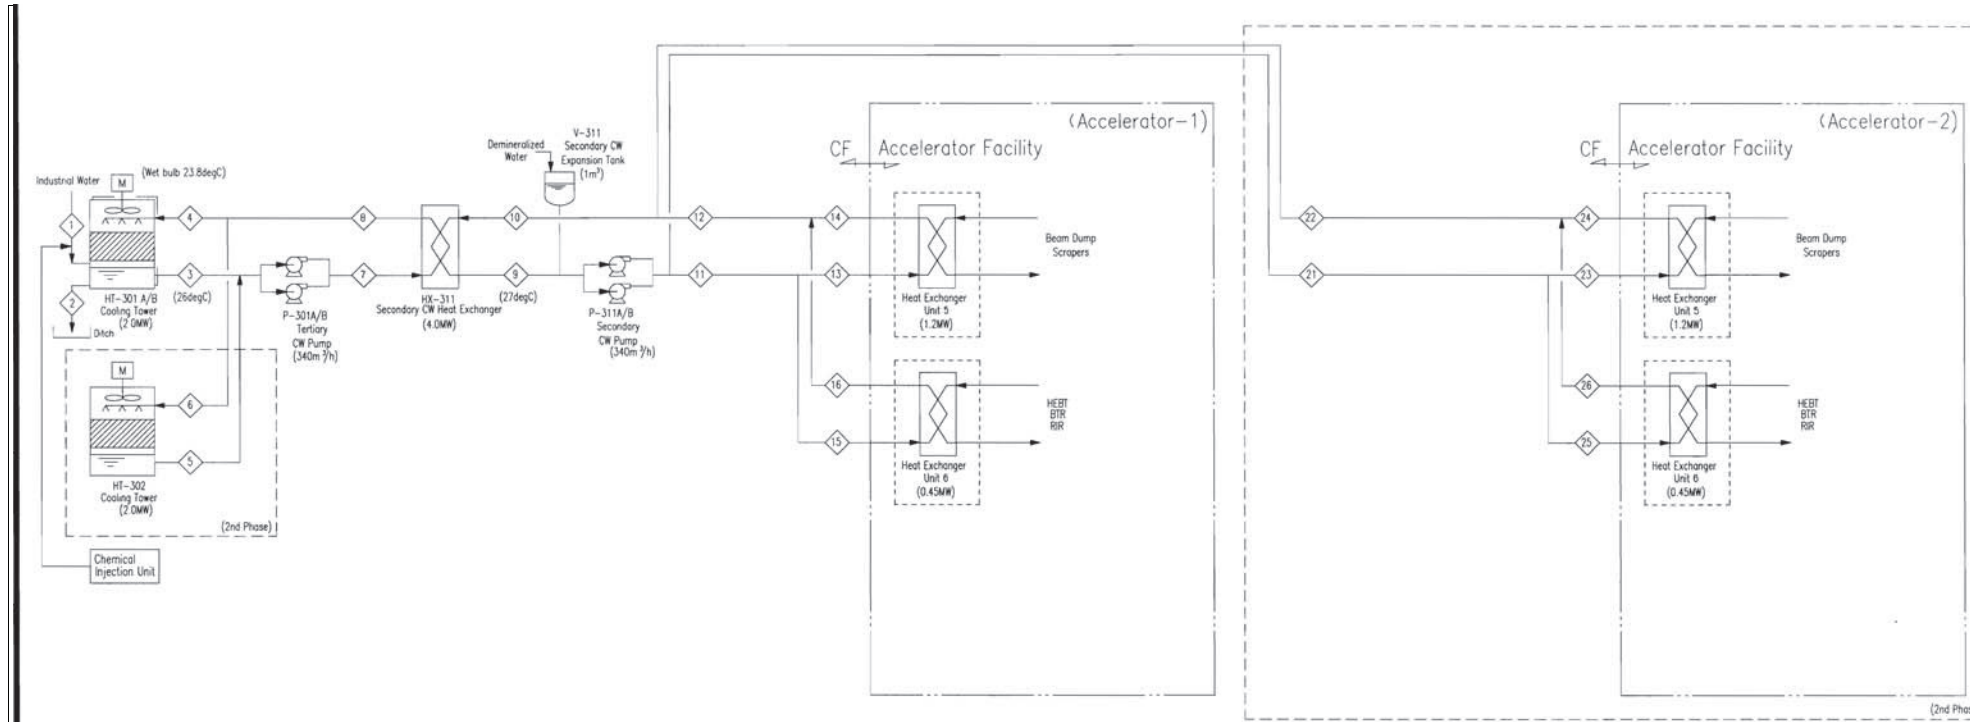 (Accelerator-1)
(Accelerator-2)
V-311
Secondary CW
Expansion Tank
(1m³)
Demineralized
Water
CF
Accelerator Facility
CF
Accelerator Facility
Industrial Water
M
(Wet bulb 23.8degC)
1
4
8
10
12
14
22
24
Beam Dump
Scrapers
Beam Dump
Scrapers
3
7
9
11
13
21
23
(26degC)
(27degC)
2
Ditch
HT-301 A/B
Cooling Tower
(2.0MW)
HX-311
Secondary CW Heat Exchanger
(4.0MW)
P-301A/B
Tertiary
CW Pump
(340m³/h)
P-311A/B
Secondary
CW Pump
(340m³/h)
Heat Exchanger
Unit 5
(1.2MW)
Heat Exchanger
Unit 5
(1.2MW)
M
6
5
16
26
HEBT
BTR
RIR
HEBT
BTR
RIR
15
25
HT-302
Cooling Tower
(2.0MW)
(2nd Phase)
Heat Exchanger
Unit 6
(0.45MW)
Heat Exchanger
Unit 6
(0.45MW)
Chemical
Injection Unit
(2nd Phas